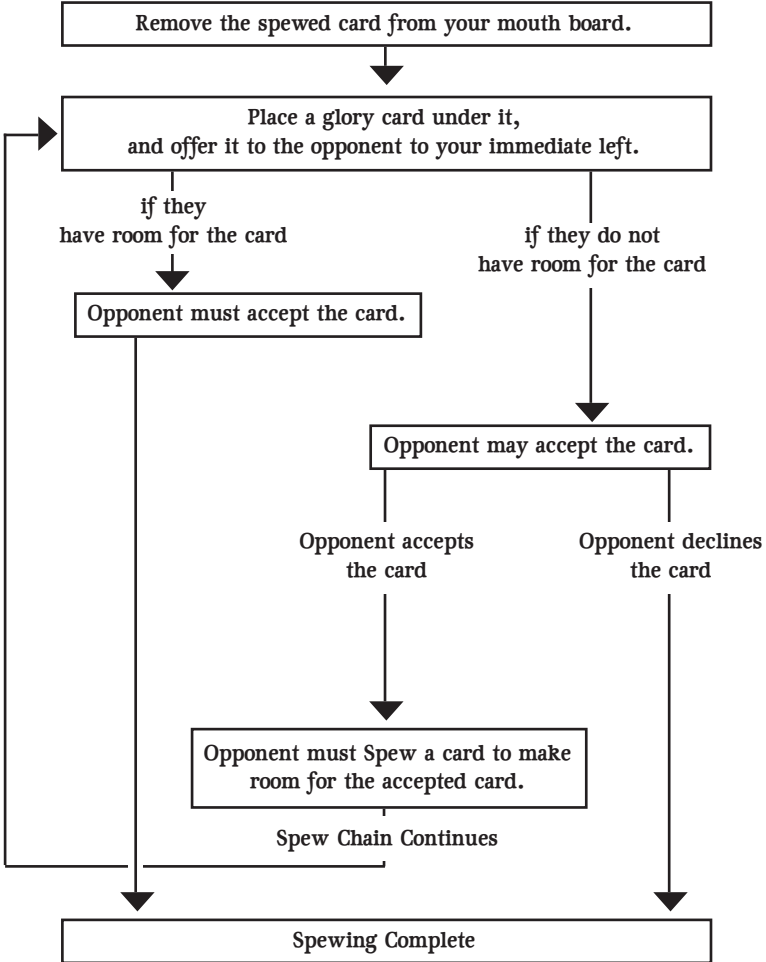 Remove the spewed card from your mouth board.
Place a glory card under it,
and offer it to the opponent to your immediate left.
if they
have room for the card
if they do not
have room for the card
Opponent must accept the card.
Opponent may accept the card.
Opponent accepts
the card
Opponent declines
the card
Opponent must Spew a card to make
room for the accepted card.
Spew Chain Continues
Spewing Complete